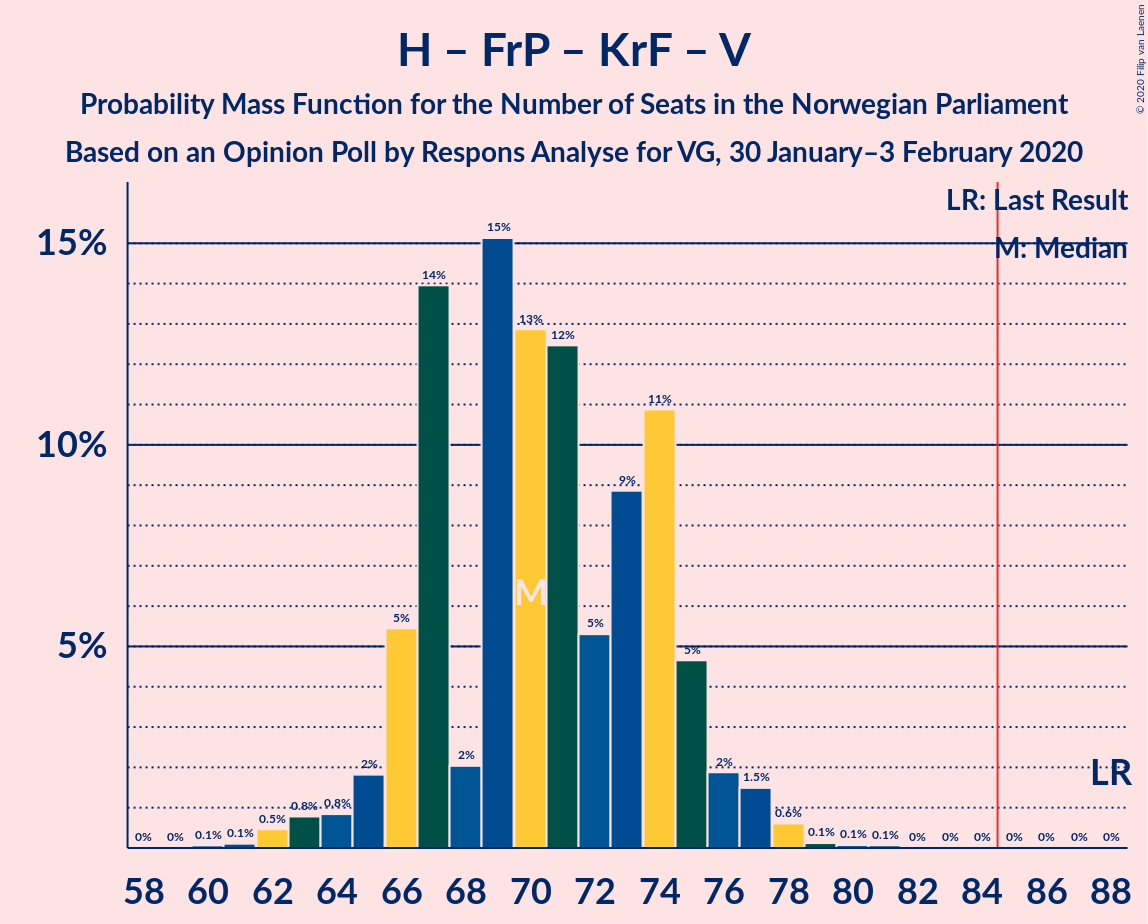 H – FrP – KrF – V
Probability Mass Function for the Number of Seats in the Norwegian Parliament
Based on an Opinion Poll by Respons Analyse for VG, 30 January–3 February 2020
© 2020 Filip van Laenen
LR: Last Result
M: Median
15%
10%
5%
0% 0% 0.1% 0.1% 0.5% 0.8% 0.8% 2% 5% 14% 2% 15% 13% 12% 5% 9% 11% 5% 2% 1.5% 0.6% 0.1% 0.1% 0.1% 0% 0% 0% 0% 0% 0% 0%
M
LR
58 60 62 64 66 68 70 72 74 76 78 80 82 84 86 88